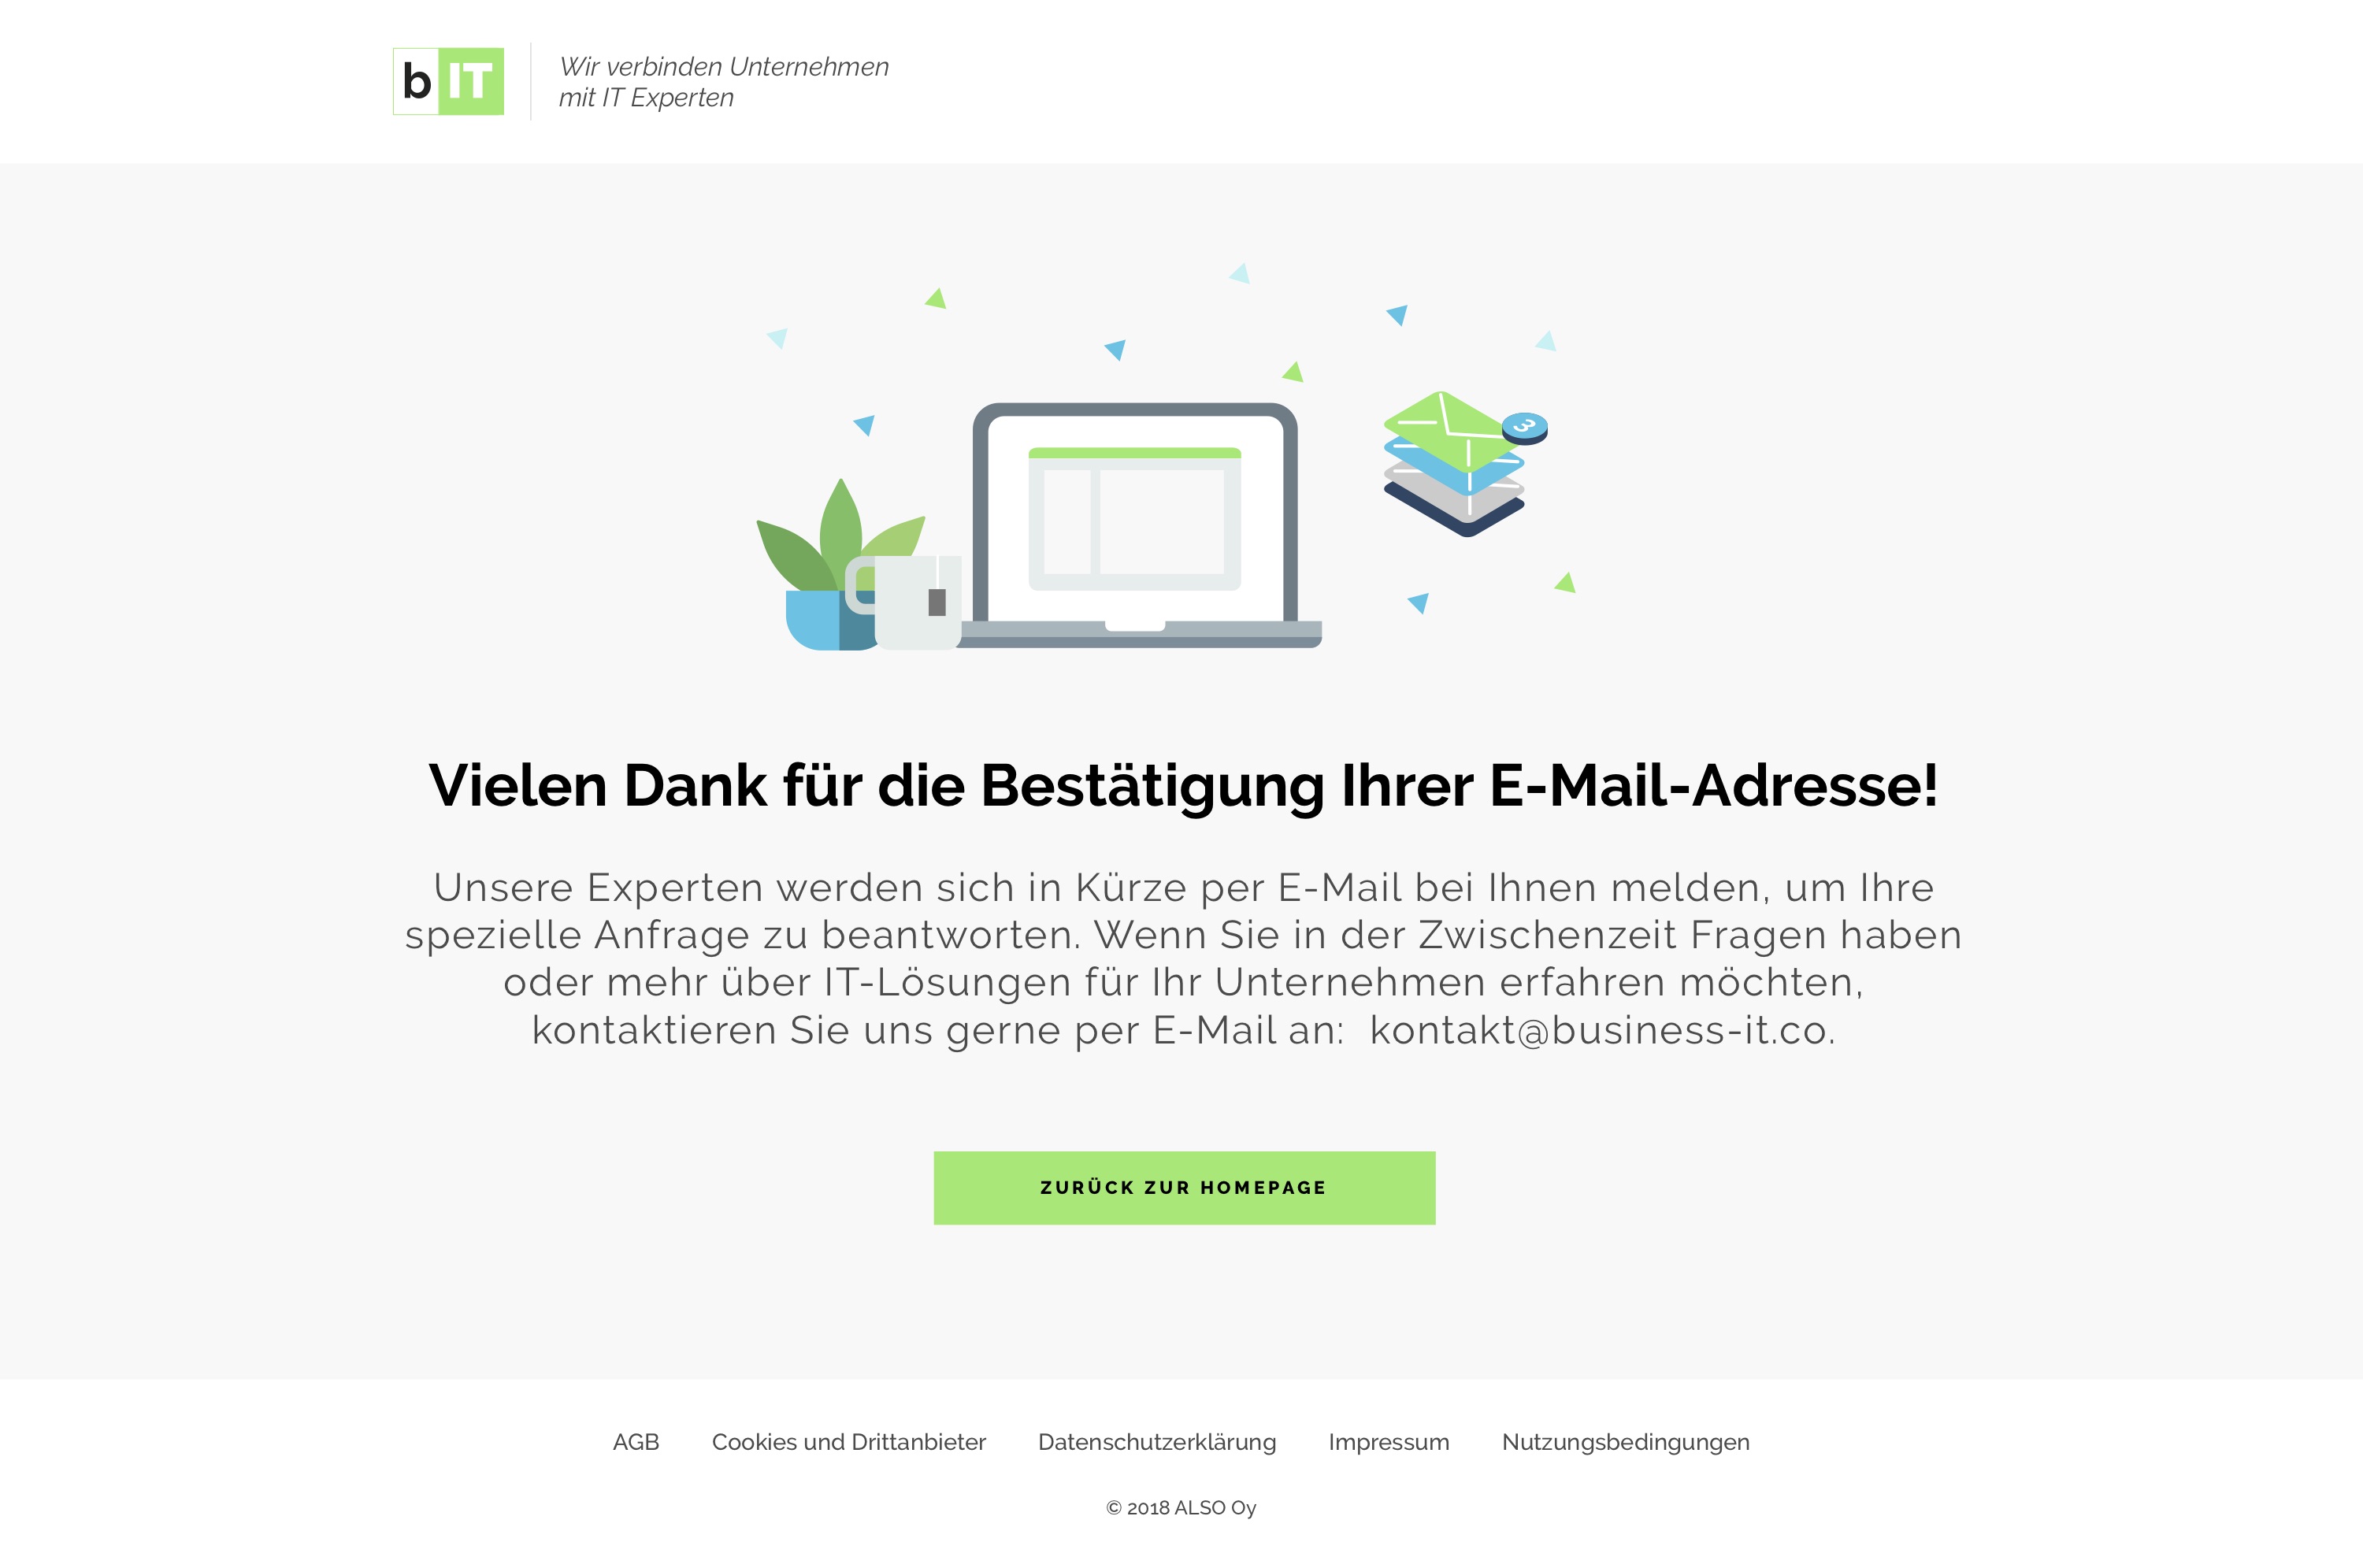 bIT
Wir verbinden Unternehmen
mit IT Experten
3
Vielen Dank für die Bestätigung Ihrer E-Mail-Adresse!
Unsere Experten werden sich in Kürze per E-Mail bei Ihnen melden, um Ihre
spezielle Anfrage zu beantworten. Wenn Sie in der Zwischenzeit Fragen haben
oder mehr über IT-Lösungen für Ihr Unternehmen erfahren möchten,
kontaktieren Sie uns gerne per E-Mail an: kontakt@business-it.co.
ZURÜCK ZUR HOMEPAGE
AGB Cookies und Drittanbieter Datenschutzerklärung Impressum Nutzungsbedingungen
© 2018 ALSO Oy